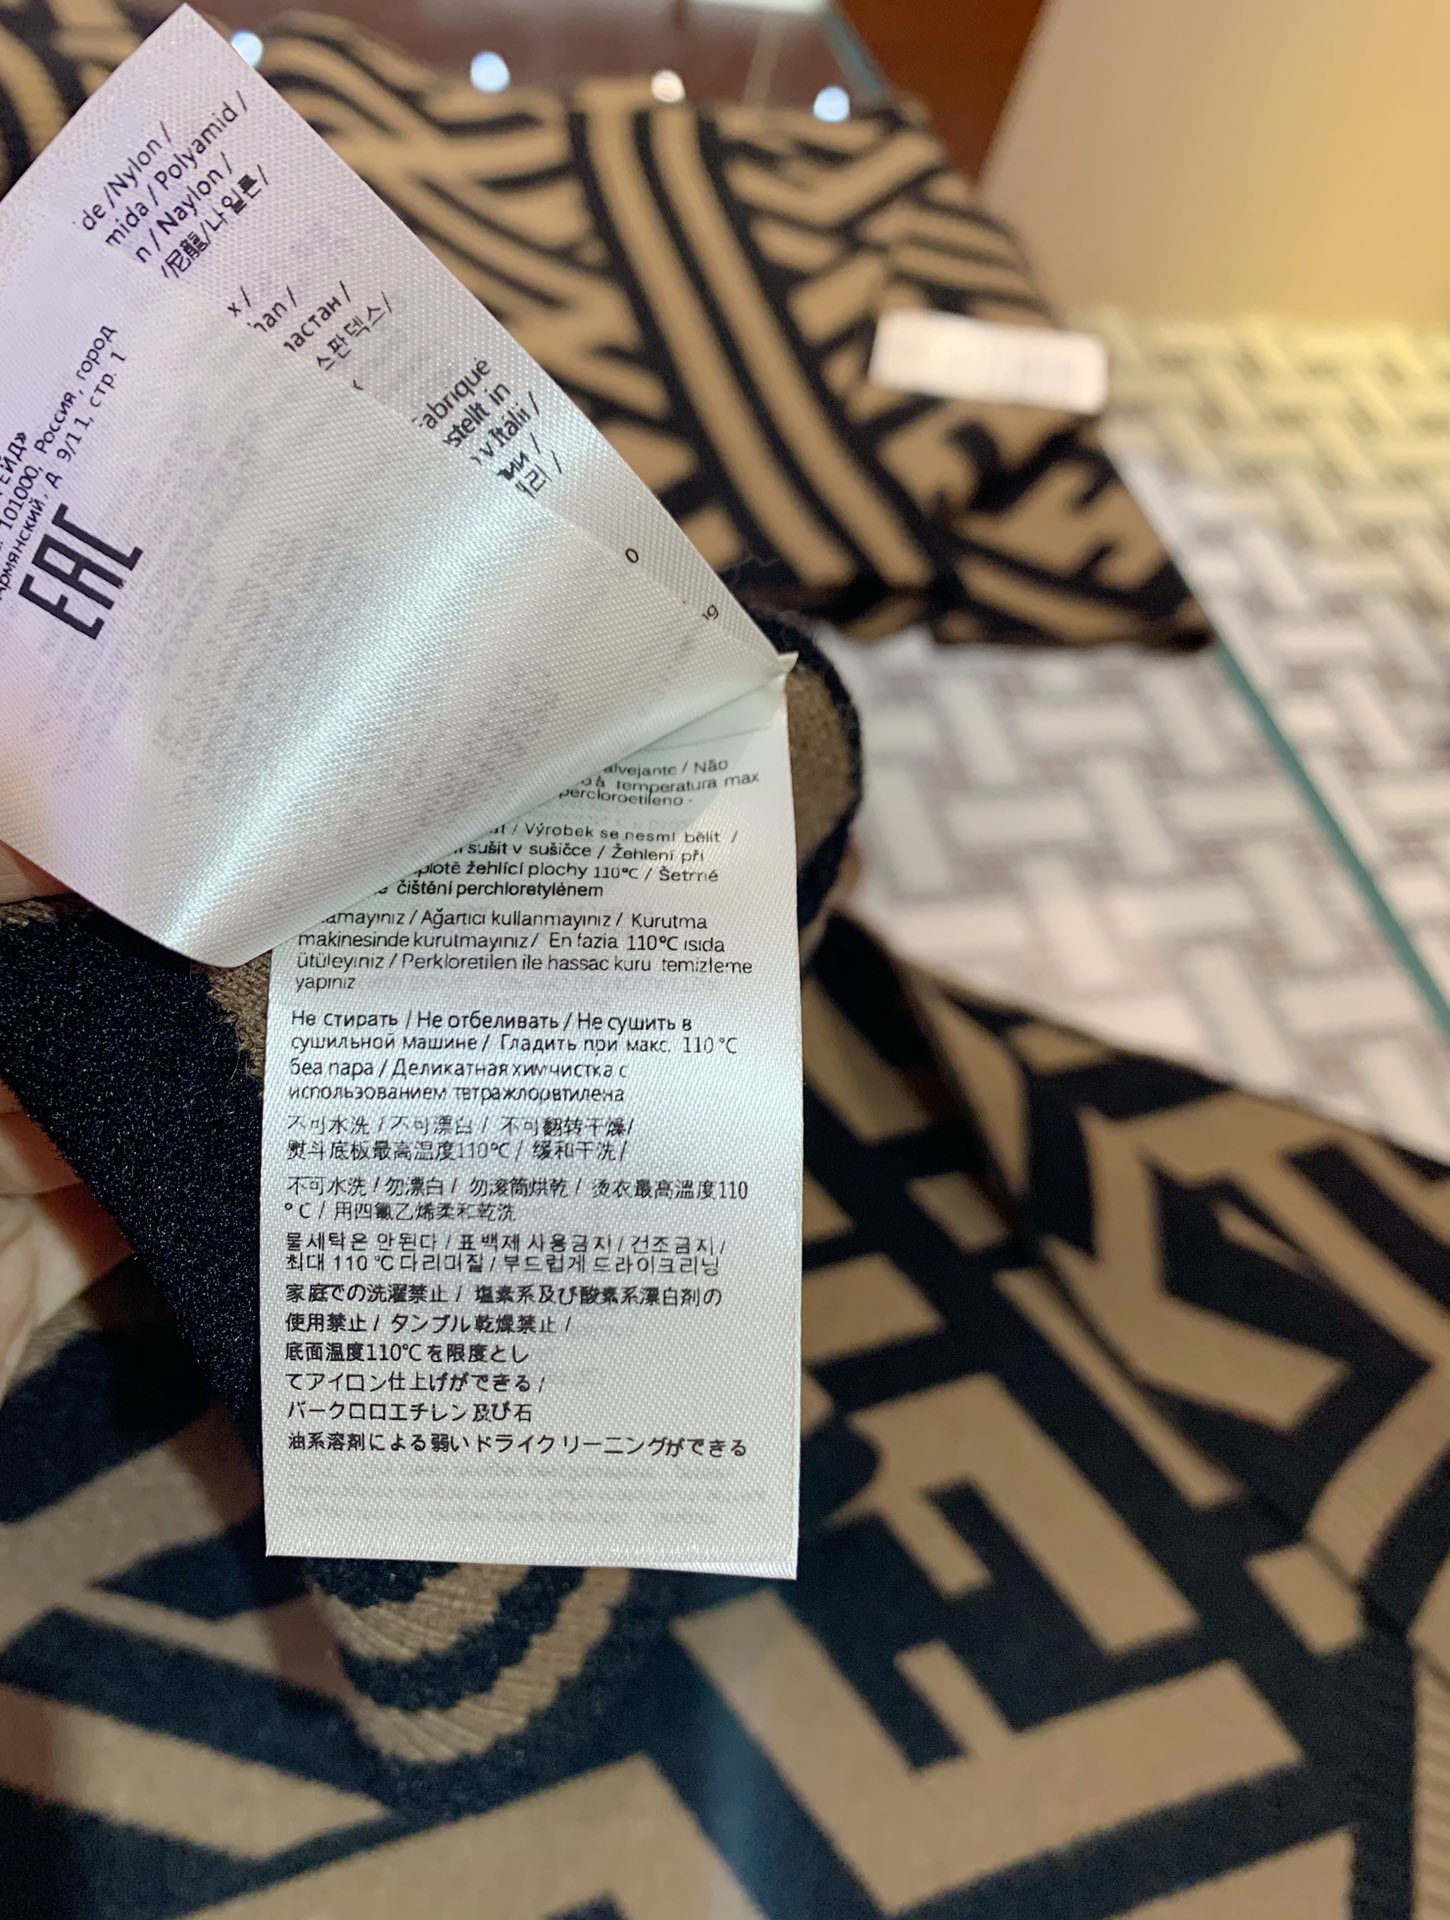 de / Nylon /
mida / Polyamid /
n / Naylon /
/尼龍/나일론/
x /
han /
ластан /
스판덱스/
abriqué
stellt in
v Itálii /
ии /
리 /
101000, Россия, город
Армянский, д 9/11, стр. 1
EAC
alvejante / Não
temperatura max
percloroetileno -
at / Výrobek se nesmí bělit /
sušit v sušičce / Žehlení při
plotě žehlící plochy 110°C / Šetrné
čištění perchloretylénem
amayınız / Ağartıcı kullanmayınız / Kurutma
makinesinde kurutmayınız / En fazla 110°C ısıda
ütüleyiniz / Perkloretilen ile hassac kuru temizleme
yapınız
Не стирать / Не отбеливать / Не сушить в
сушильной машине / Гладить при макс. 110 °C
беа пара / Деликатная химчистка с
использованием
不可水洗 / 不可漂白 / 不可翻转干燥/
熨斗底板最高温度110°C / 缓和干洗/
不可水洗 / 勿漂白 / 勿滚筒烘乾 / 烫衣最高溫度110
°C / 用四氯乙烯柔和乾洗
물세탁은 안된다 / 표백제 사용금지 / 건조금지 /
최대 110 °C 다리미질 / 부드럽게 드라이크리닝
家庭での洗濯禁止 / 塩素系及び酸素系漂白剤の
使用禁止 / タンブル乾燥禁止 /
底面温度110°Cを限度とし
てアイロン仕上げができる /
パークロロエチレン及び石
油系溶剤による弱いドライクリーニングができる